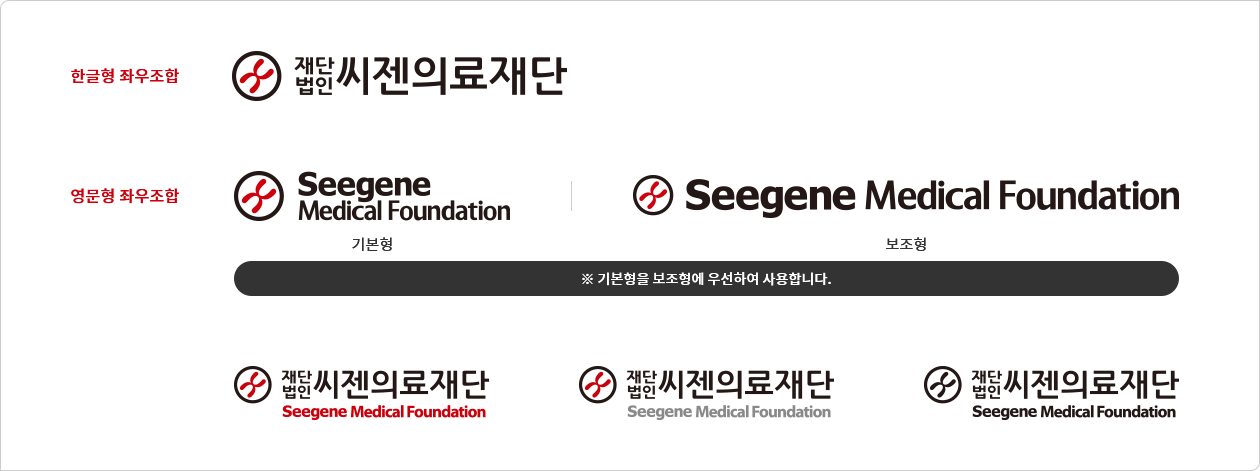 한글형 좌우조합
재단
법인
씨젠의료재단
영문형 좌우조합
Seegene
Medical Foundation
Seegene Medical Foundation
기본형
보조형
※ 기본형을 보조형에 우선하여 사용합니다.
재단
법인
씨젠의료재단
Seegene Medical Foundation
재단
법인
씨젠의료재단
Seegene Medical Foundation
재단
법인
씨젠의료재단
Seegene Medical Foundation